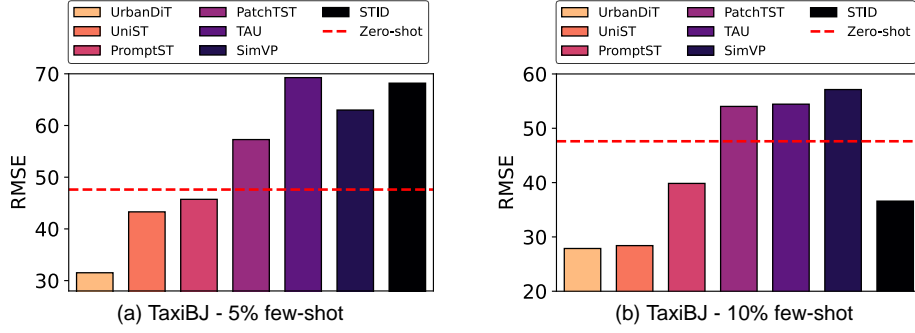 UrbanDiT
UniST
PromptST
PatchTST
TAU
SimVP
STID
Zero-shot
RMSE
70
60
50
40
30
(a) TaxiBJ - 5% few-shot
UrbanDiT
UniST
PromptST
PatchTST
TAU
SimVP
STID
Zero-shot
RMSE
60
50
40
30
20
(b) TaxiBJ - 10% few-shot